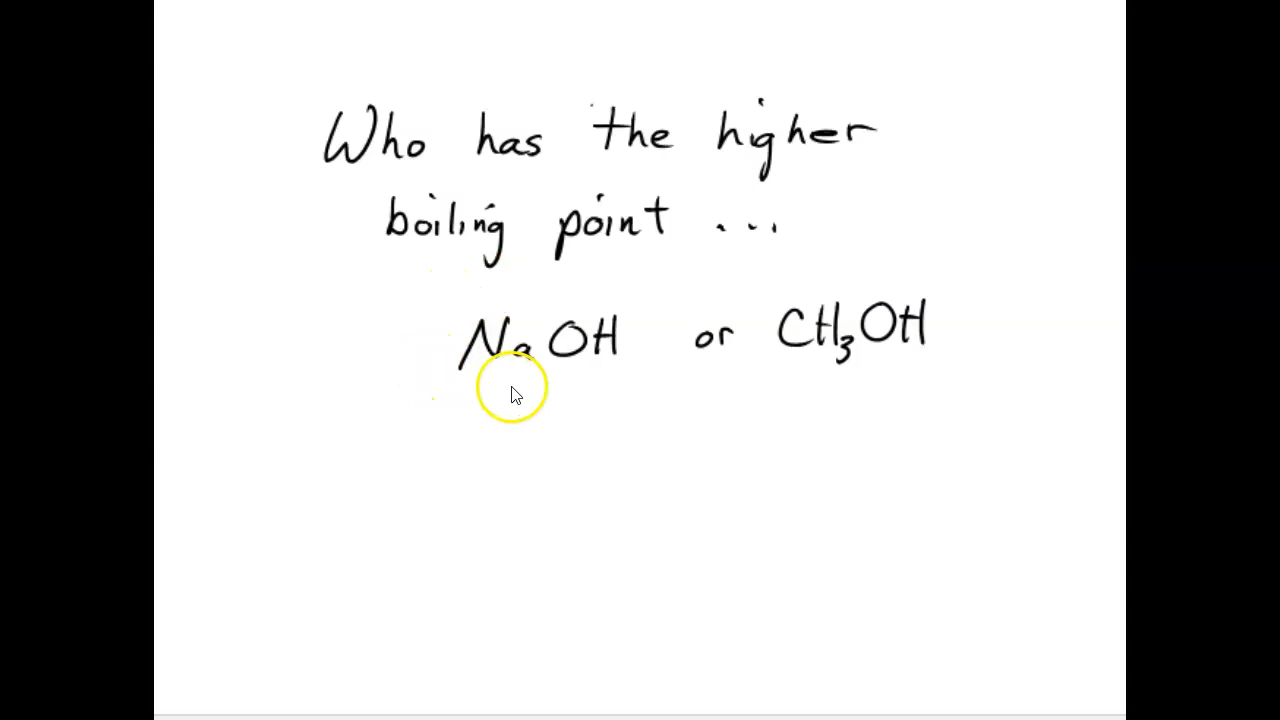 Who has the higher
boiling point ...
NaOH or CH₃OH